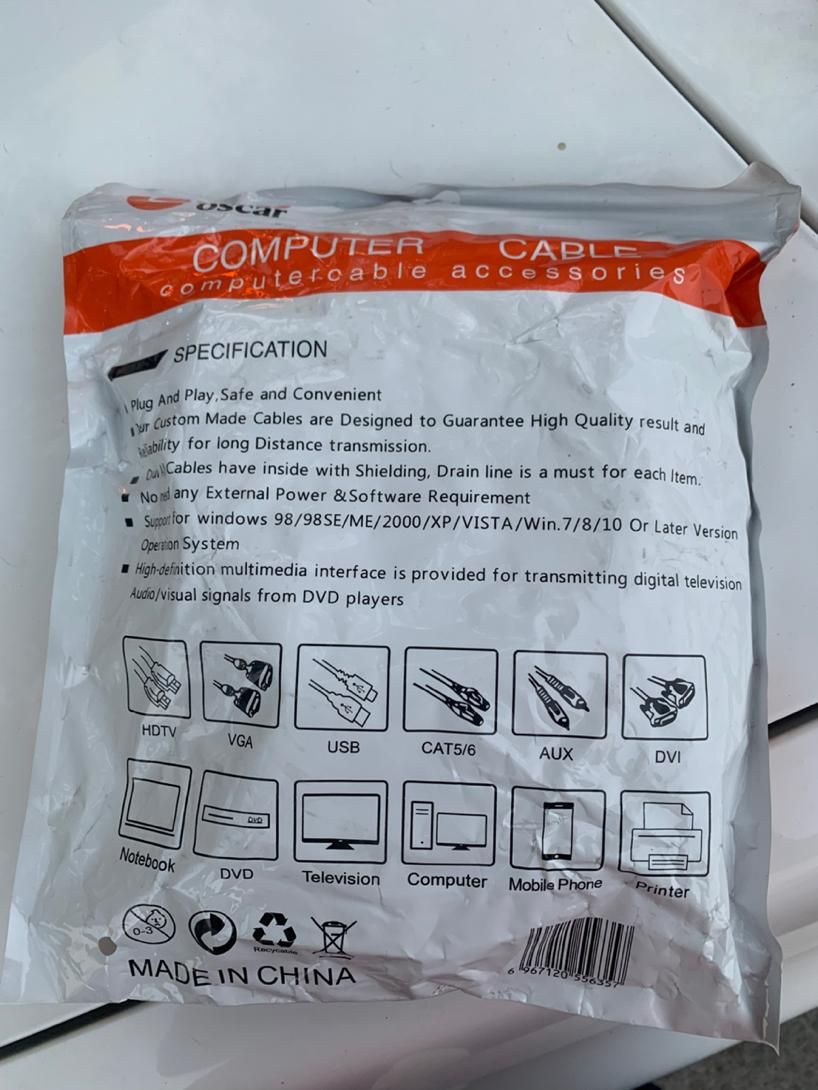 oscar
COMPUTER CABLE
computercable accessories
SPECIFICATION
Plug And Play,Safe and Convenient
Custom Made Cables are Designed to Guarantee High Quality result and
for long Distance transmission.
Cables have inside with Shielding, Drain line is a must for each Item.
any External Power &Software Requirement
Support for windows 98/98SE/ME/2000/XP/VISTA/Win.7/8/10 Or Later Version
Operation System
High-definition multimedia interface is provided for transmitting digital television
Audio/visual signals from DVD players
HDTV VGA USB CAT5/6 AUX DVI
DVD
Notebook DVD Television Computer Mobile Phone Printer
0-3
Recyclable
MADE IN CHINA
6 967120 556357